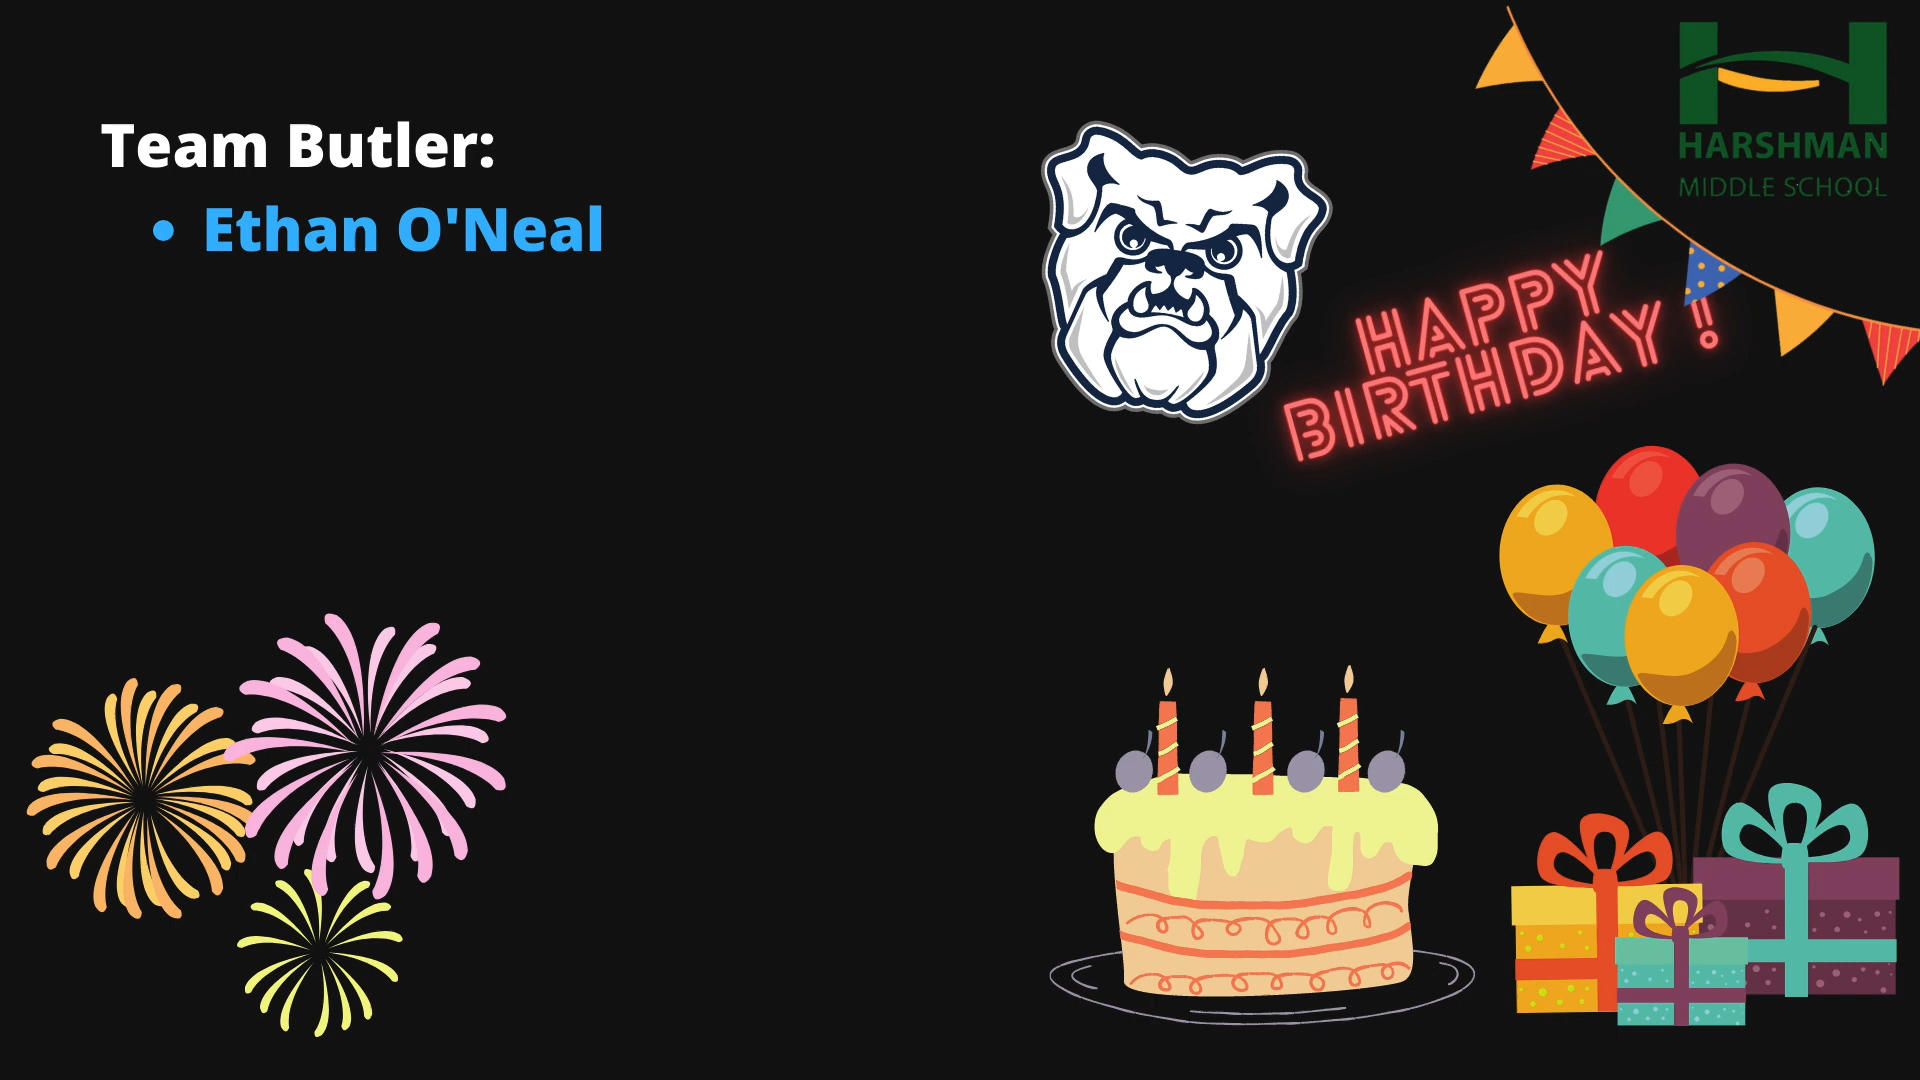 Team Butler:
• Ethan O'Neal
HARSHMAN
MIDDLE SCHOOL
HAPPY
BIRTHDAY !